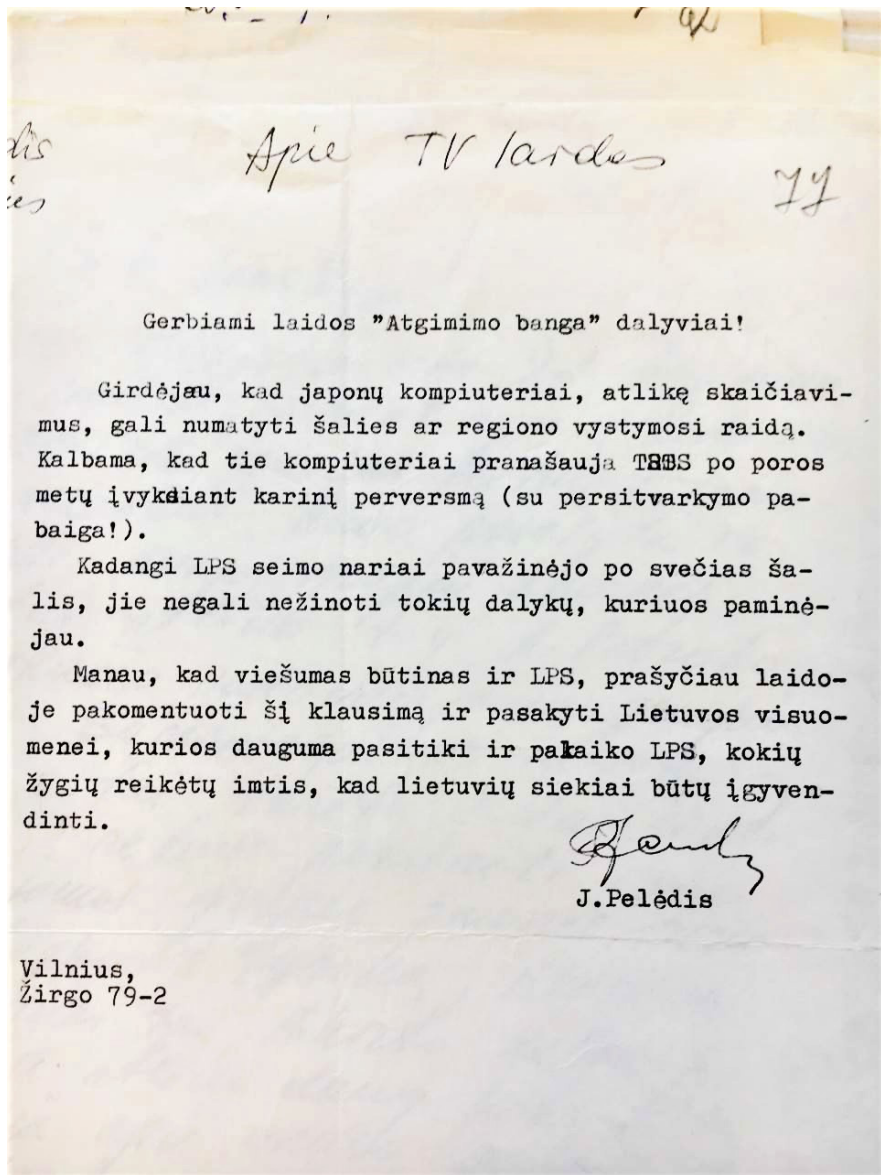 Apie TV laidas
Gerbiami laidos "Atgimimo banga" dalyviai!
Girdėjau, kad japonų kompiuteriai, atlikę skaičiavi-
mus, gali numatyti šalies ar regiono vystymosi raidą.
Kalbama, kad tie kompiuteriai pranašauja TSRS po poros
metų įvyksiant karinį perversmą (su persitvarkymo pa-
baiga!).
Kadangi LPS seimo nariai pavažinėjo po svečias ša-
lis, jie negali nežinoti tokių dalykų, kuriuos paminė-
jau.
Manau, kad viešumas būtinas ir LPS, prašyčiau laido-
je pakomentuoti šį klausimą ir pasakyti Lietuvos visuo-
menei, kurios dauguma pasitiki ir palaiko LPS, kokių
žygių reikėtų imtis, kad lietuvių siekiai būtų įgyven-
dinti.
J.Pelėdis
Vilnius,
Žirgo 79-2